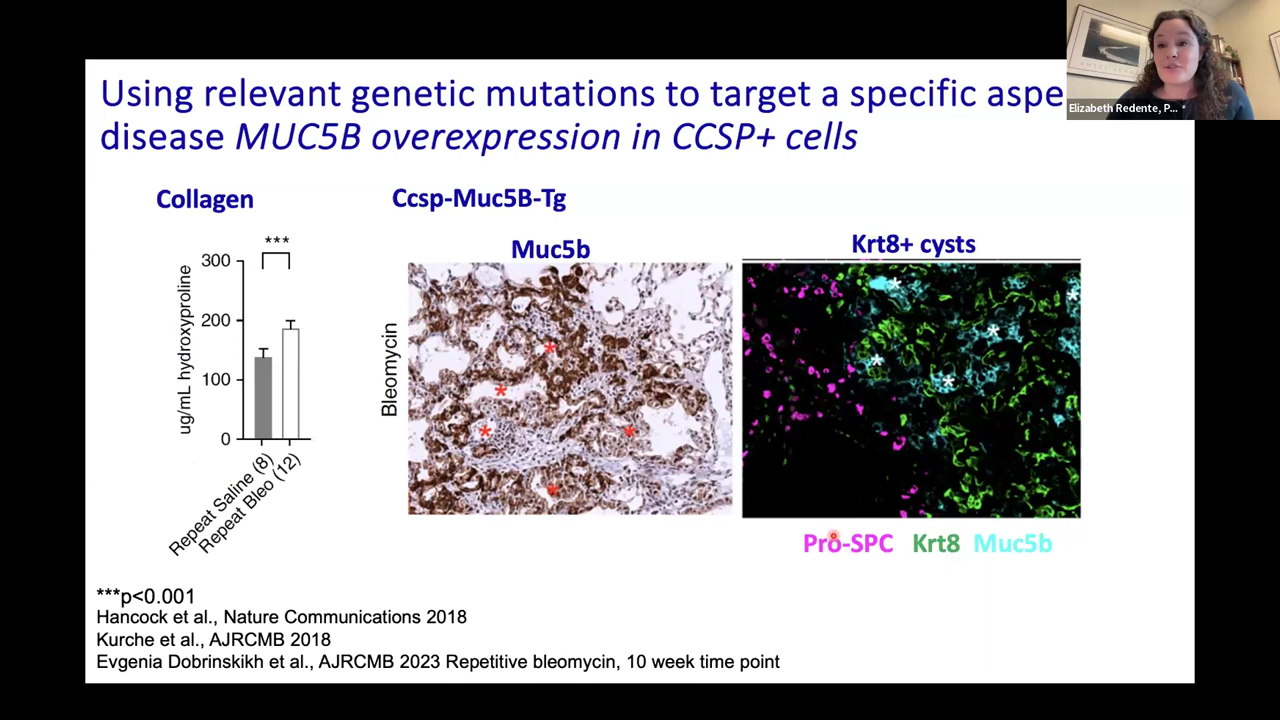 Using relevant genetic mutations to target a specific aspe
disease MUC5B overexpression in CCSP+ cells
Elizabeth Redente, P...
Collagen
Ccsp-Muc5B-Tg
Muc5b
Krt8+ cysts
***
300
200
100
0
ug/mL hydroxyproline
Repeat Saline (8)
Repeat Bleo (12)
Bleomycin
Pro-SPC Krt8 Muc5b
***p<0.001
Hancock et al., Nature Communications 2018
Kurche et al., AJRCMB 2018
Evgenia Dobrinskikh et al., AJRCMB 2023 Repetitive bleomycin, 10 week time point